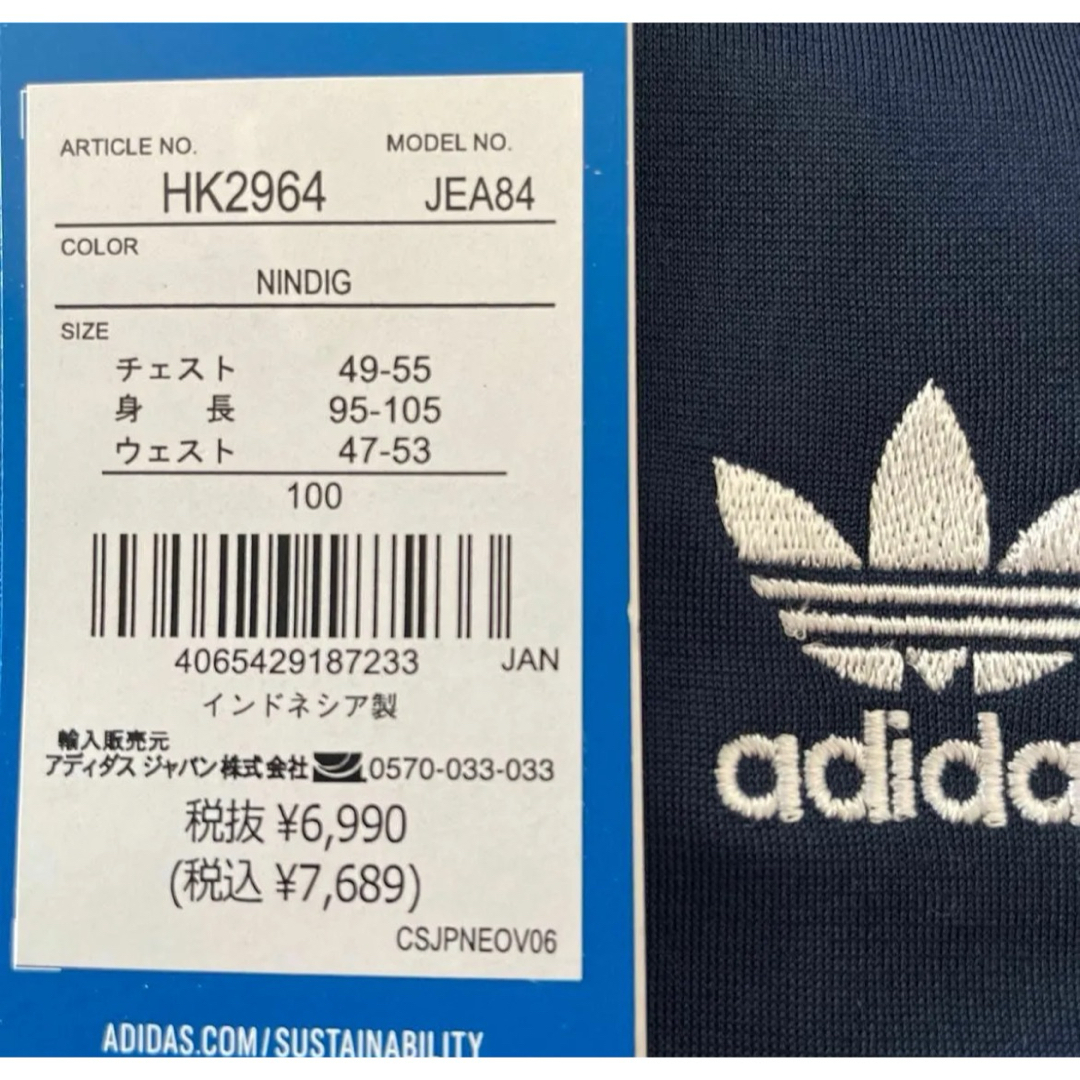 ARTICLE NO. MODEL NO.
HK2964 JEA84
COLOR
NINDIG
SIZE
チェスト 49-55
身 長 95-105
ウェスト 47-53
100
4065429187233 JAN
インドネシア製
輸入販売元
アディダス ジャパン株式会社 0570-033-033
税抜 ¥6,990
(税込 ¥7,689)
CSJPNEOV06
ADIDAS.COM/SUSTAINABILITY
adida